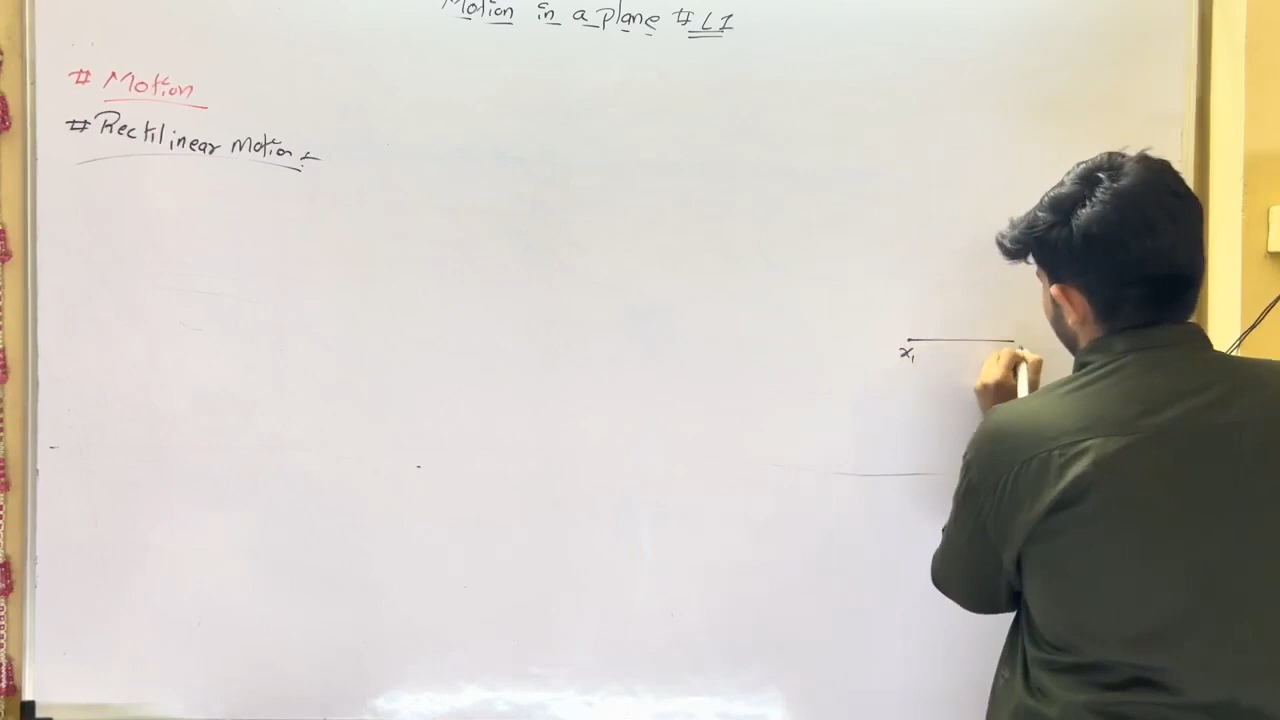 Motion in a plane # L1
# Motion
# Rectilinear Motion :-
x₁